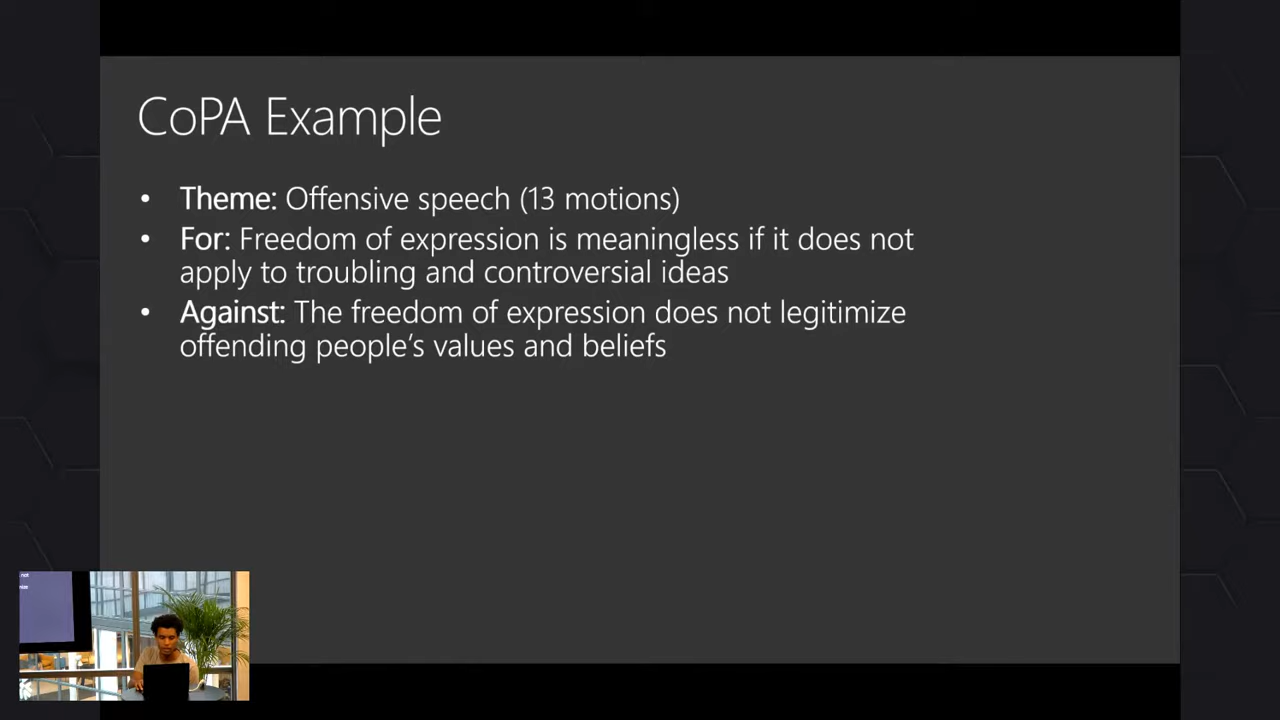 CoPA Example
• Theme: Offensive speech (13 motions)
• For: Freedom of expression is meaningless if it does not
apply to troubling and controversial ideas
• Against: The freedom of expression does not legitimize
offending people's values and beliefs
not